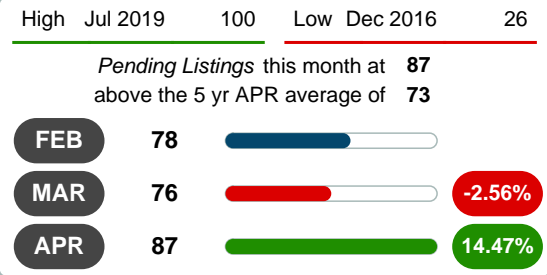 High Jul 2019 100 Low Dec 2016 26
Pending Listings this month at 87
above the 5 yr APR average of 73
FEB 78
MAR 76 -2.56%
APR 87 14.47%